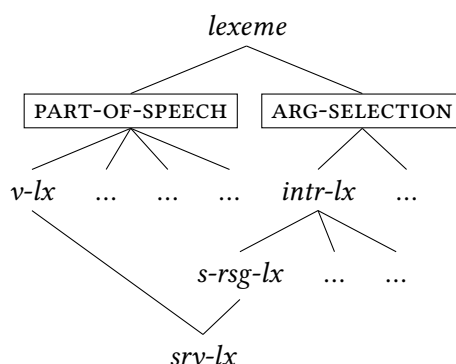 lexeme
PART-OF-SPEECH ARG-SELECTION
v-lx ... ... ... intr-lx ...
s-rsg-lx ... ...
srv-lx